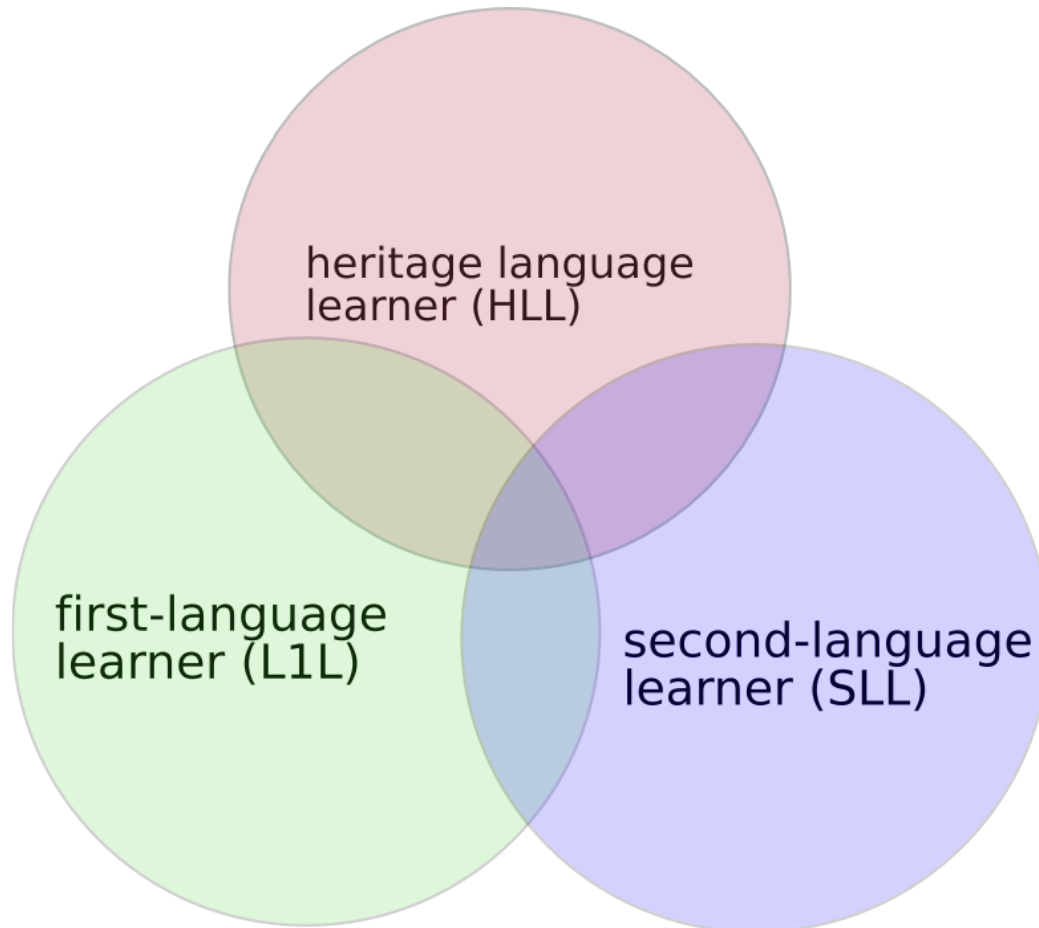 heritage language
learner (HLL)
first-language
learner (L1L)
second-language
learner (SLL)